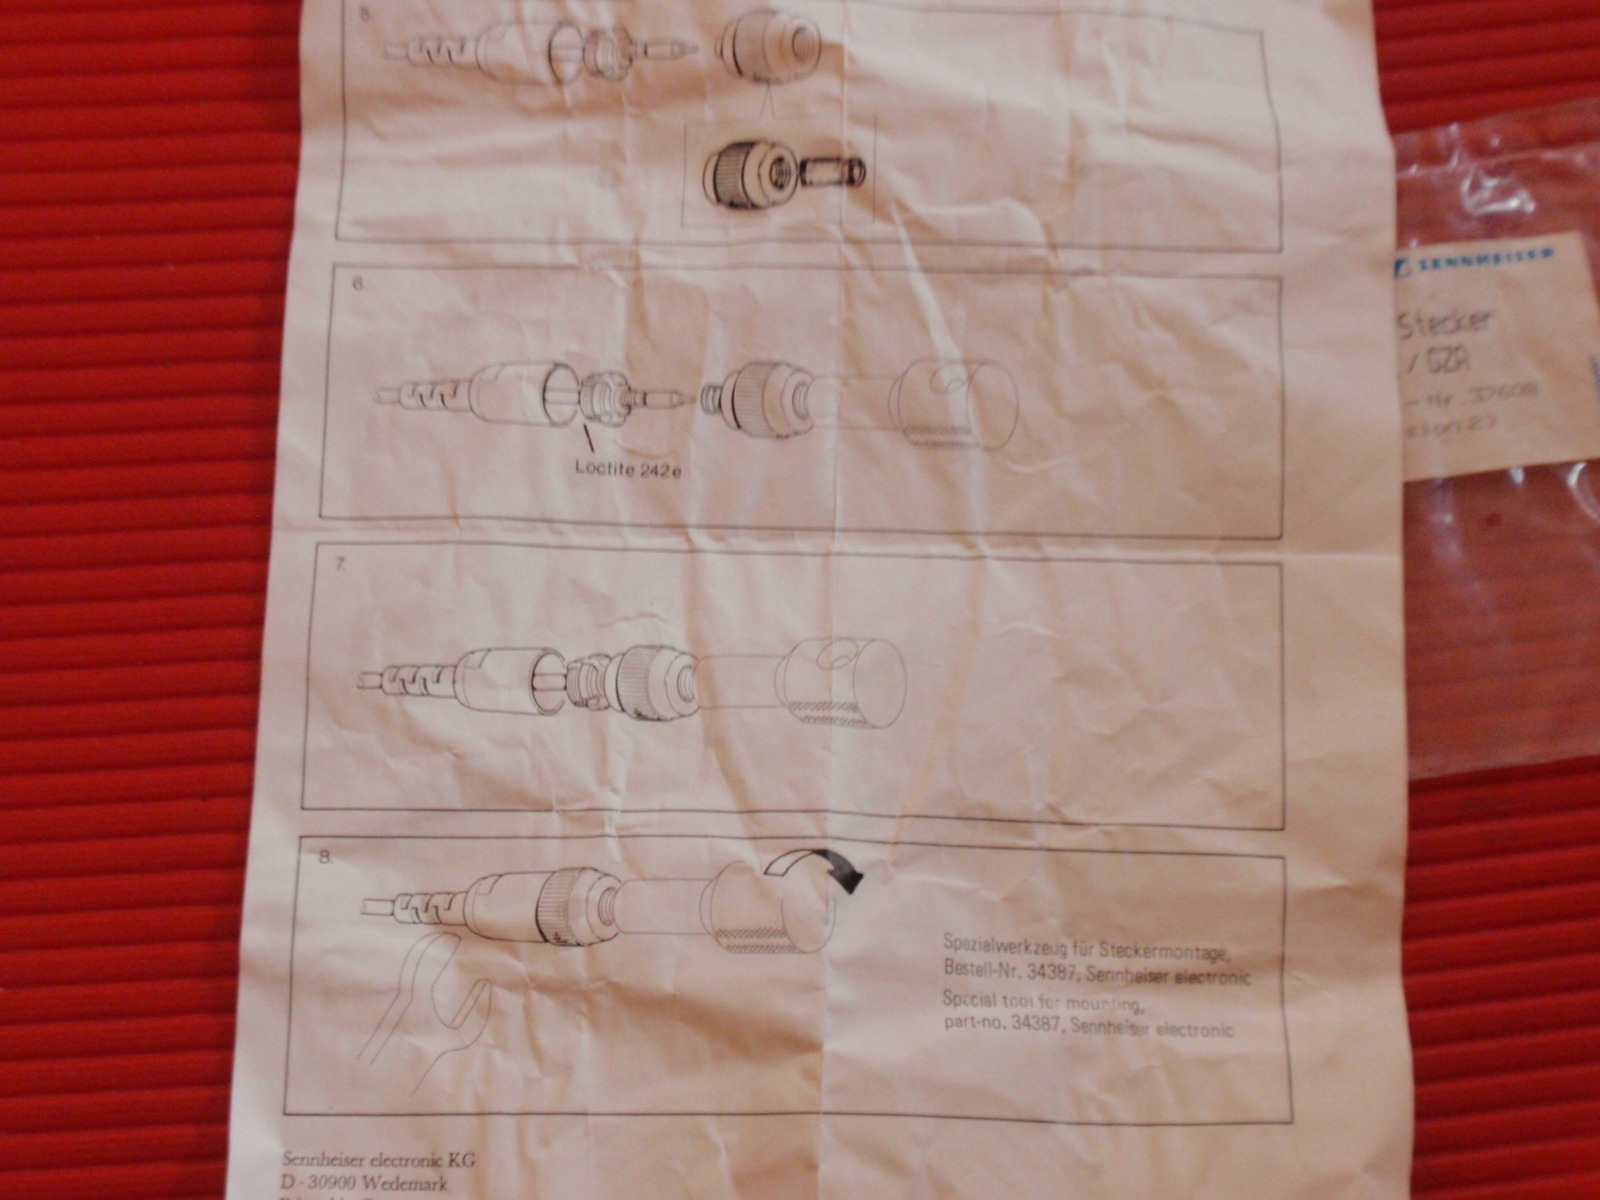 6.
Loctite 242e
7.
8.
Spezialwerkzeug für Steckermontage,
Bestell-Nr. 34387, Sennheiser electronic
Special tool for mounting,
part-no. 34387, Sennheiser electronic
Sennheiser electronic KG
D - 30900 Wedemark
SENNHEISER
Stecker
/ GZA
- Nr. 37608